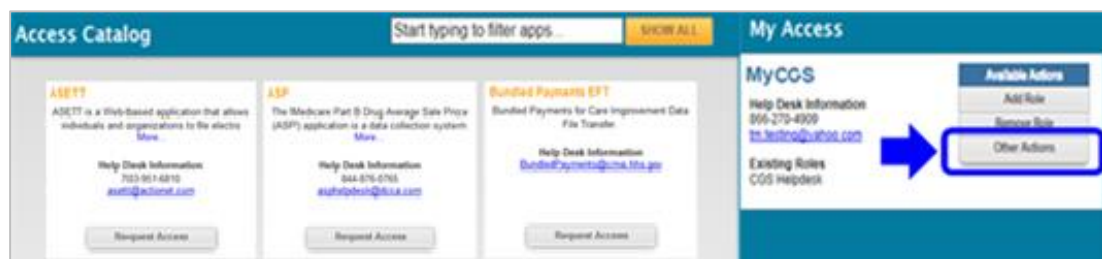 Access Catalog
Start typing to filter apps...
SHOW ALL
ASETT
ASETT is a Web-based application that allows
individuals and organizations to file electro
More...
Help Desk Information
703-951-6810
asett@actionet.com
Request Access
ASP
The Medicare Part B Drug Average Sale Price
(ASP) application is a data collection system
More...
Help Desk Information
844-876-0765
asphelpdesk@dcca.com
Request Access
Bundled Payments EFT
Bundled Payments for Care Improvement Data
File Transfer.
Help Desk Information
BundledPayments@cms.hhs.gov
Request Access
My Access
MyCGS
Help Desk Information
866-270-4909
tm.testing@yahoo.com
Existing Roles
CGS Helpdesk
Available Actions
Add Role
Remove Role
Other Actions